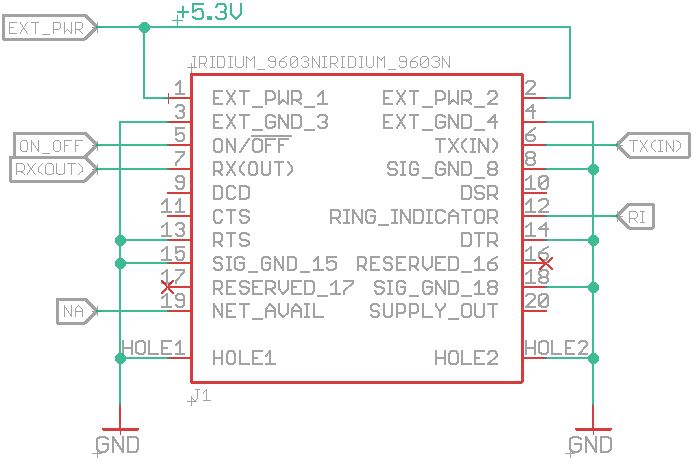 +5.3V
EXT_PWR
IRIDIUM_9603NIRIDIUM_9603N
1 EXT_PWR_1 EXT_PWR_2 2
3 EXT_GND_3 EXT_GND_4 4
ON_OFF 5 ON/OFF TX(IN) 6 TX(IN)
RX(OUT) 7 RX(OUT) SIG_GND_8 8
9 DCD DSR 10
11 CTS RING_INDICATOR 12 RI
13 RTS DTR 14
15 SIG_GND_15 RESERVED_16 16
17 RESERVED_17 SIG_GND_18 18
NA 19 NET_AVAIL SUPPLY_OUT 20
HOLE1 HOLE1 HOLE2 HOLE2
J1
GND GND